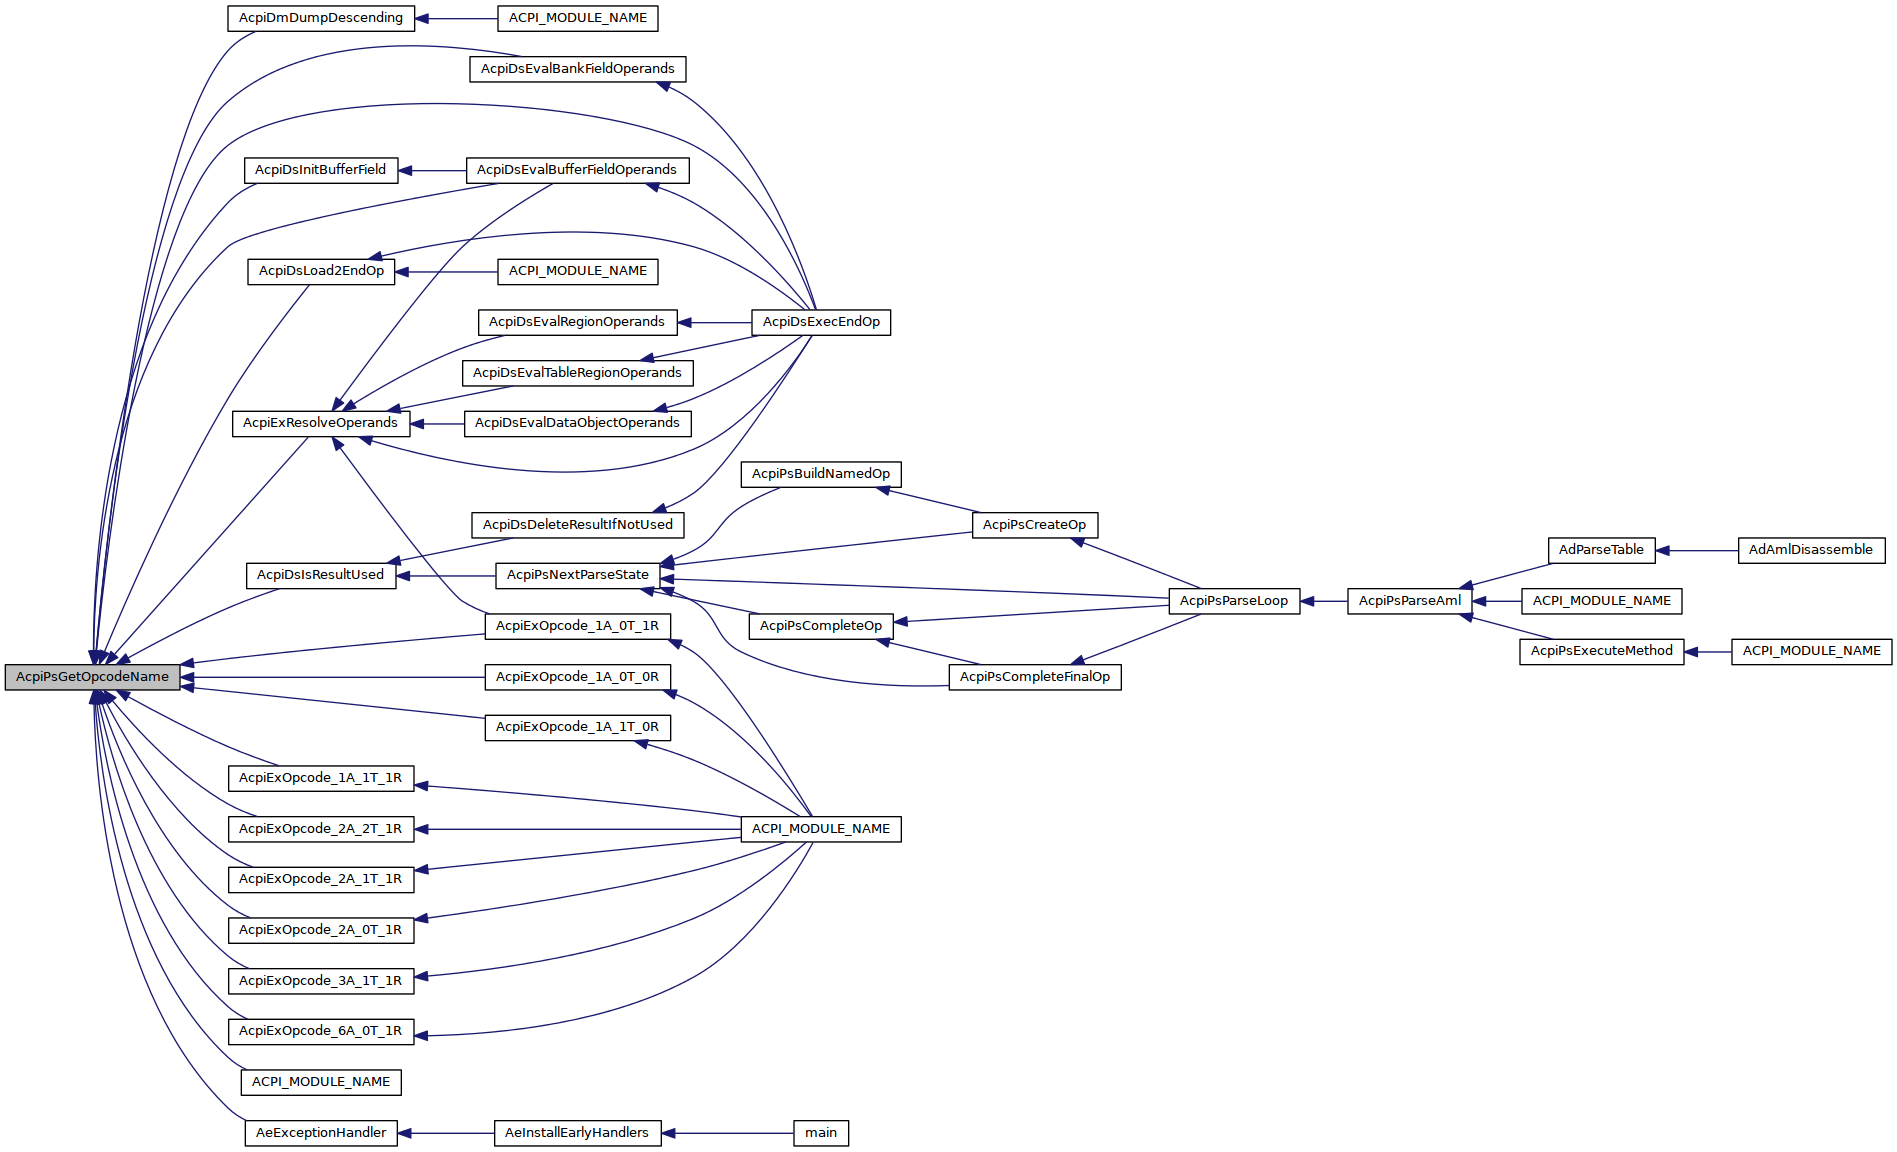 AcpiDmDumpDescending
ACPI_MODULE_NAME
AcpiDsEvalBankFieldOperands
AcpiDsInitBufferField
AcpiDsEvalBufferFieldOperands
AcpiDsLoad2EndOp
ACPI_MODULE_NAME
AcpiDsEvalRegionOperands
AcpiDsExecEndOp
AcpiDsEvalTableRegionOperands
AcpiExResolveOperands
AcpiDsEvalDataObjectOperands
AcpiPsBuildNamedOp
AcpiDsDeleteResultIfNotUsed
AcpiPsCreateOp
AdParseTable
AdAmlDisassemble
AcpiDsIsResultUsed
AcpiPsNextParseState
AcpiPsParseLoop
AcpiPsParseAml
ACPI_MODULE_NAME
AcpiExOpcode_1A_0T_1R
AcpiPsCompleteOp
AcpiPsExecuteMethod
ACPI_MODULE_NAME
AcpiPsGetOpcodeName
AcpiExOpcode_1A_0T_0R
AcpiPsCompleteFinalOp
AcpiExOpcode_1A_1T_0R
AcpiExOpcode_1A_1T_1R
AcpiExOpcode_2A_2T_1R
ACPI_MODULE_NAME
AcpiExOpcode_2A_1T_1R
AcpiExOpcode_2A_0T_1R
AcpiExOpcode_3A_1T_1R
AcpiExOpcode_6A_0T_1R
ACPI_MODULE_NAME
AeExceptionHandler
AeInstallEarlyHandlers
main